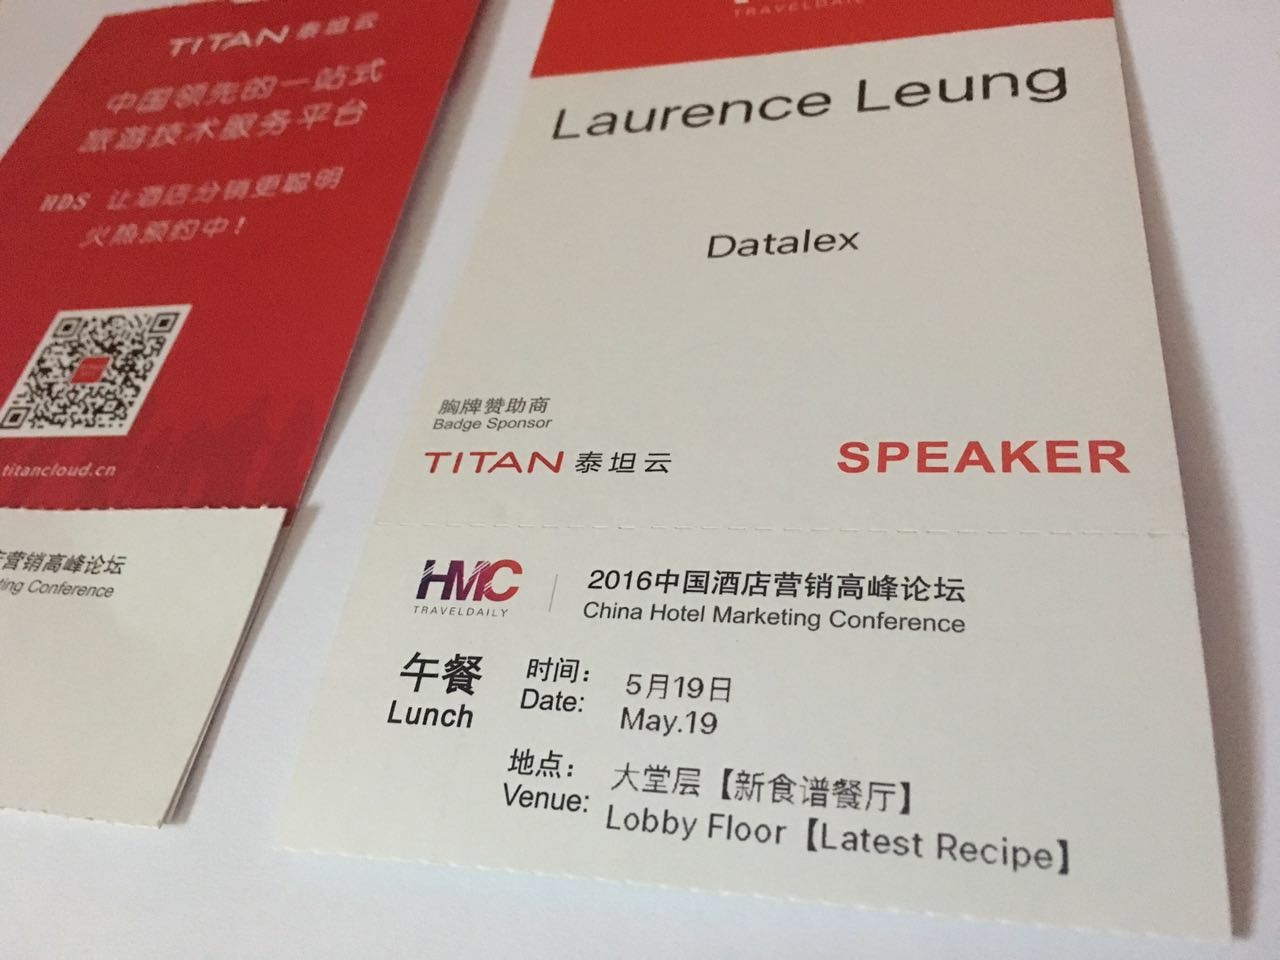 TITAN 泰坦云
中国领先的一站式
旅游技术服务平台
HDS 让酒店分销更聪明
火热预约中！
titancloud.cn
营销高峰论坛
ting Conference
TRAVELDAILY
Laurence Leung
Datalex
胸牌赞助商
Badge Sponsor
TITAN 泰坦云
SPEAKER
HMC
TRAVELDAILY
2016中国酒店营销高峰论坛
China Hotel Marketing Conference
午餐
Lunch
时间：
Date:
5月19日
May.19
地点：
Venue:
大堂层【新食谱餐厅】
Lobby Floor【Latest Recipe】